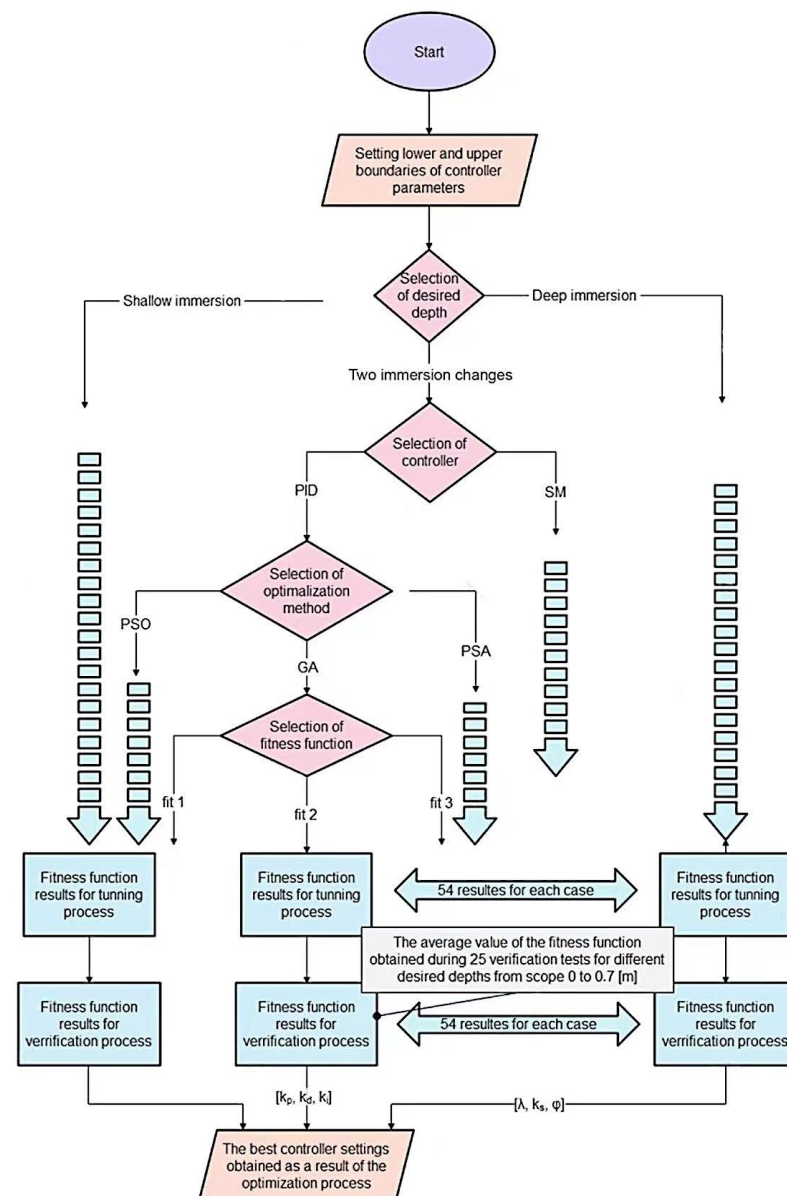 Start
Setting lower and upper
boundaries of controller
parameters
Selection
of desired
depth
Shallow immersion
Deep immersion
Two immersion changes
Selection of
controller
PID
SM
Selection of
optimalization
method
PSO
GA
PSA
Selection of
fitness function
fit 1
fit 2
fit 3
Fitness function
results for tunning
process
Fitness function
results for tunning
process
54 resultes for each case
Fitness function
results for tunning
process
The average value of the fitness function
obtained during 25 verification tests for different
desired depths from scope 0 to 0.7 [m]
Fitness function
results for
verrification process
Fitness function
results for
verrification process
54 resultes for each case
Fitness function
results for
verrification process
[kₚ, k_d, kᵢ]
[λ, kₛ, φ]
The best controller settings
obtained as a result of the
optimization process